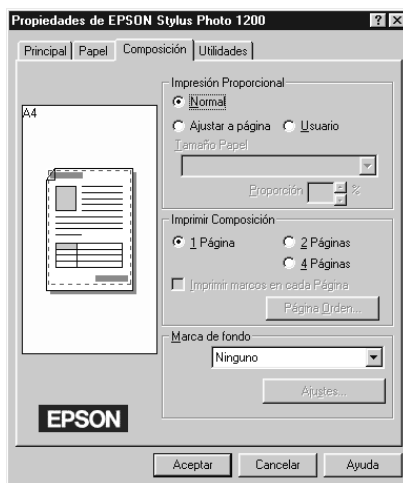 Propiedades de EPSON Stylus Photo 1200
Principal Papel Composición Utilidades
A4
Impresión Proporcional
Normal
Ajustar a página Usuario
Tamaño Papel
Proporción %
Imprimir Composición
1 Página 2 Páginas
4 Páginas
Imprimir marcos en cada Página
Página Orden...
Marca de fondo
Ninguno
Ajustes...
EPSON
Aceptar Cancelar Ayuda